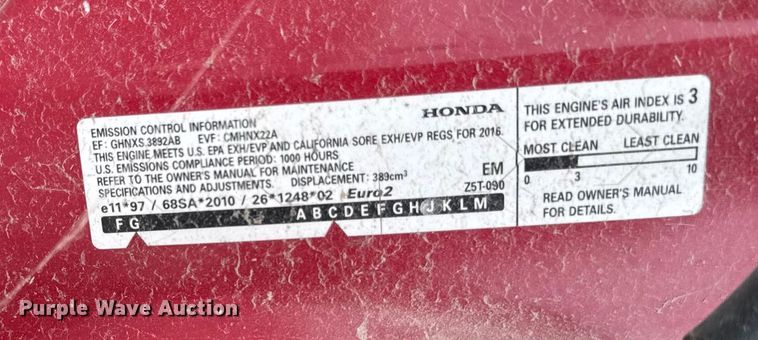 HONDA
EMISSION CONTROL INFORMATION
EF: GHNXS.3892AB EVF: CMHNX22A
THIS ENGINE MEETS U.S. EPA EXH/EVP AND CALIFORNIA SORE EXH/EVP REGS FOR 2016.
U.S. EMISSIONS COMPLIANCE PERIOD: 1000 HOURS
REFER TO THE OWNER'S MANUAL FOR MAINTENANCE
SPECIFICATIONS AND ADJUSTMENTS DISPLACEMENT: 389cm³ EM
e11*97 / 68SA*2010 / 26*1248*02 Euro2 Z5T-090
F G A B C D E F G H J K L M
THIS ENGINE'S AIR INDEX IS 3
FOR EXTENDED DURABILITY.
MOST CLEAN LEAST CLEAN
0 3 10
READ OWNER'S MANUAL
FOR DETAILS.
Purple Wave Auction